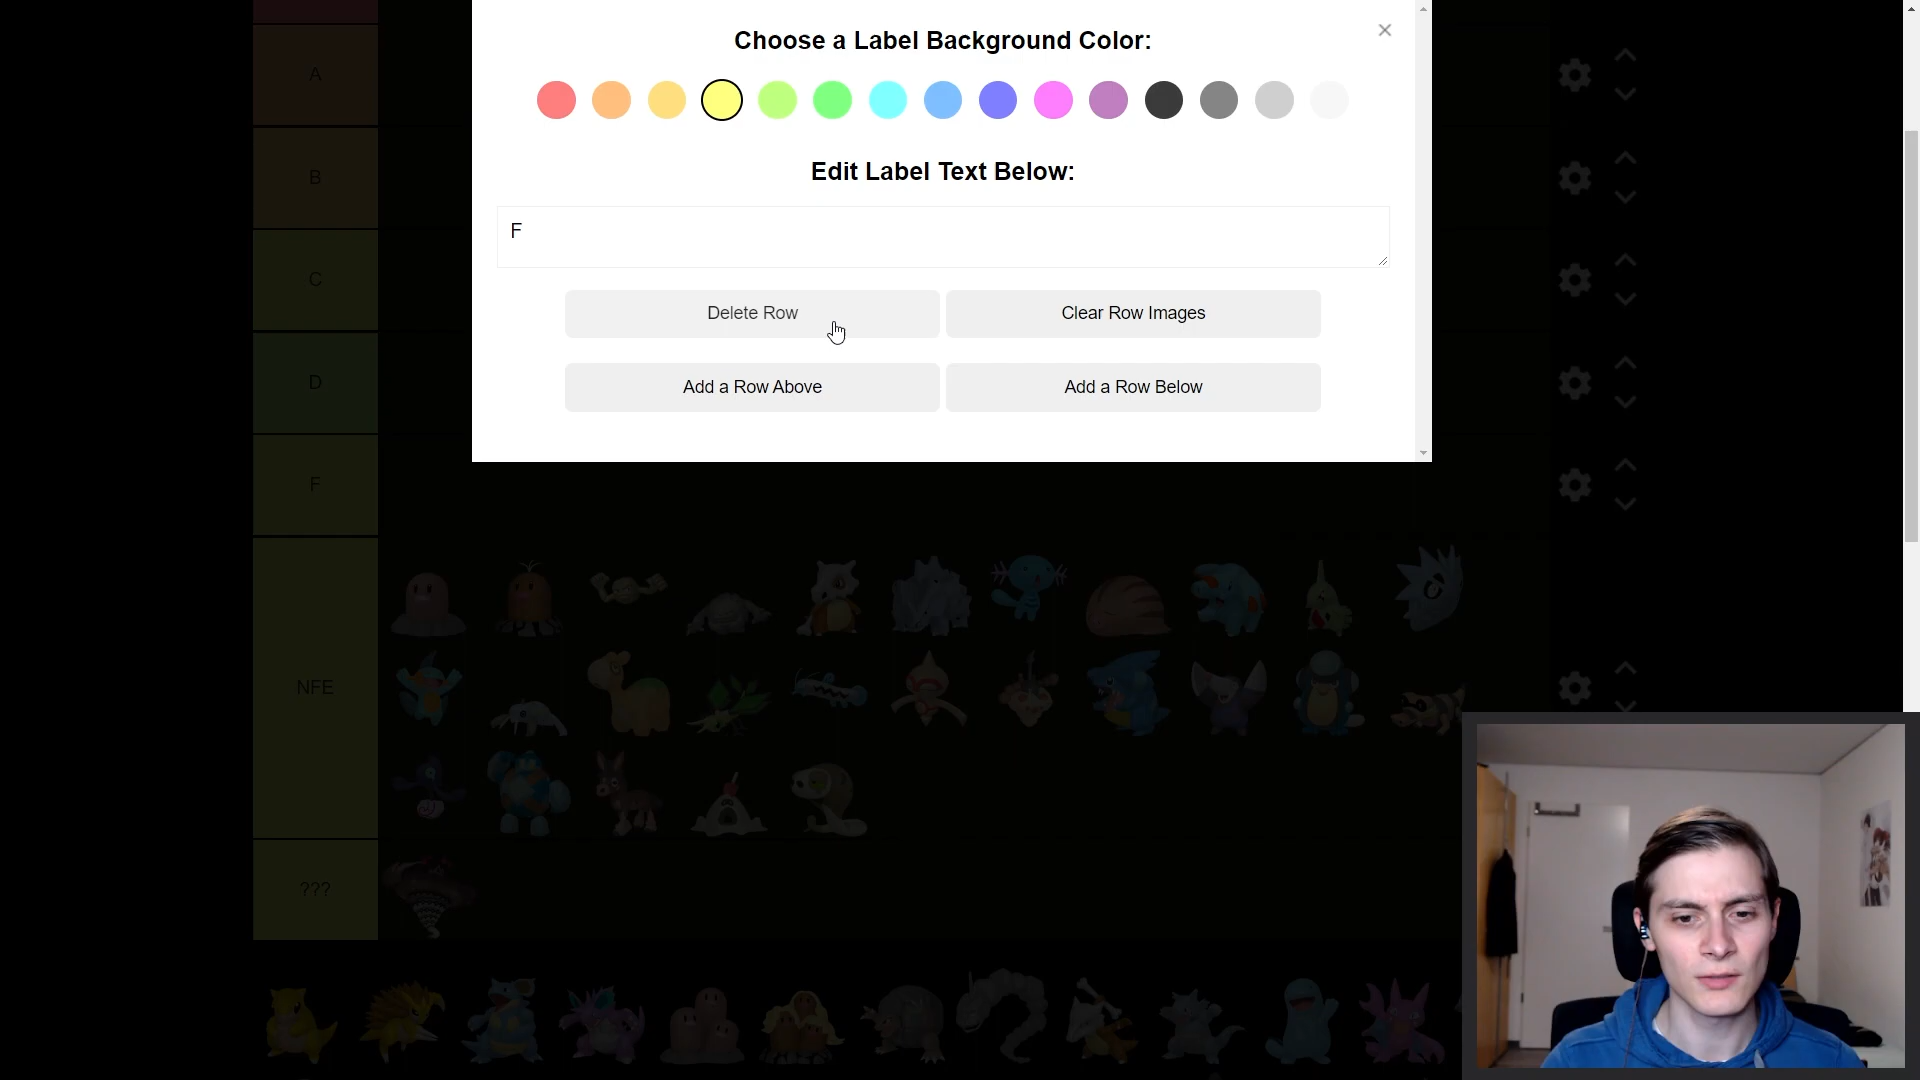 Choose a Label Background Color:
Edit Label Text Below:
F
Delete Row
Clear Row Images
Add a Row Above
Add a Row Below
A
B
C
D
F
NFE
???